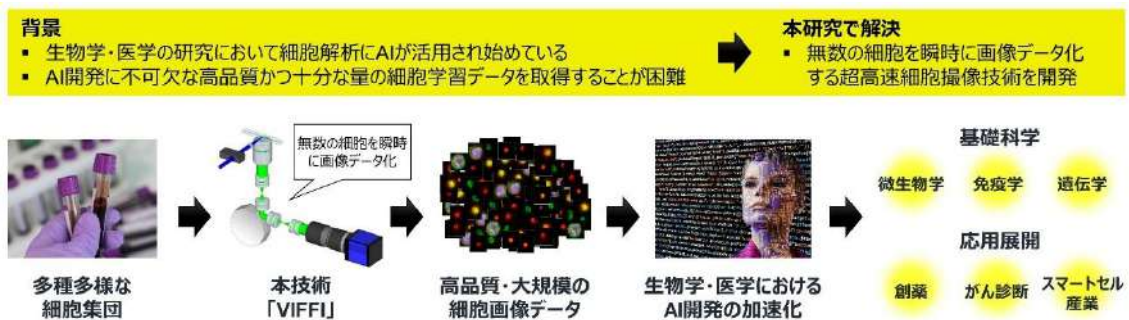 背景
▪ 生物学・医学の研究において細胞解析にAIが活用され始めている
▪ AI開発に不可欠な高品質かつ十分な量の細胞学習データを取得することが困難
本研究で解決
▪ 無数の細胞を瞬時に画像データ化
する超高速細胞撮像技術を開発
無数の細胞を瞬時
に画像データ化
多種多様な
細胞集団
本技術
「VIFFI」
高品質・大規模の
細胞画像データ
生物学・医学における
AI開発の加速化
基礎科学
微生物学
免疫学
遺伝学
応用展開
創薬
がん診断
スマートセル
産業